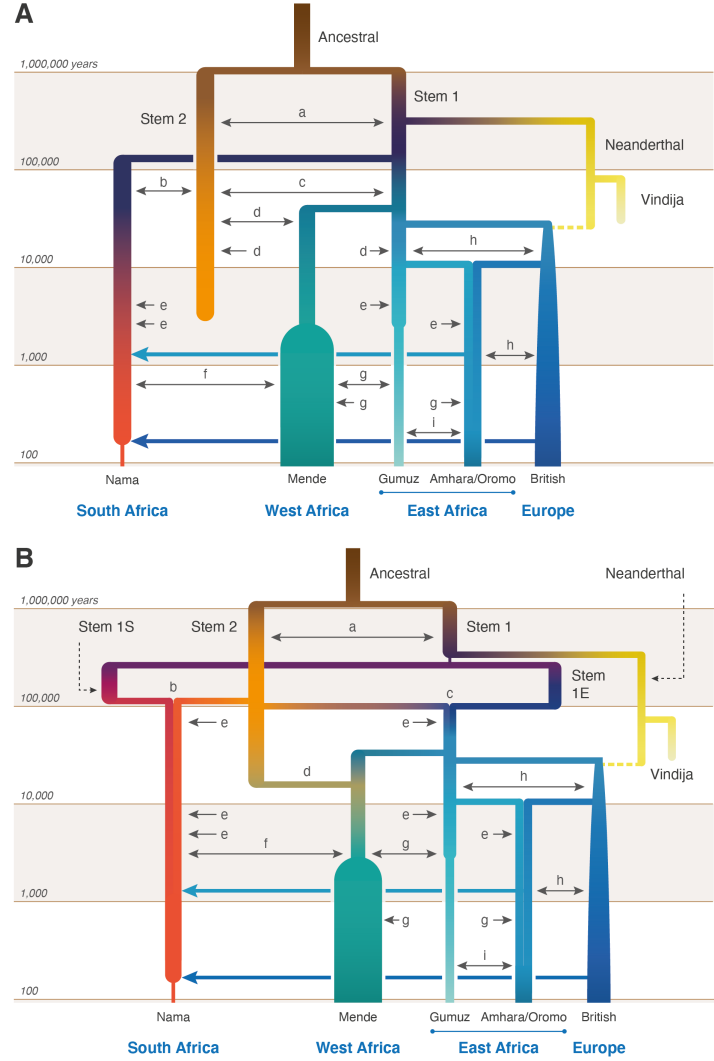 A
Ancestral
1,000,000 years
Stem 1
Stem 2
a
Neanderthal
100,000
b
c
Vindija
d
d
d
h
10,000
e
e
e
e
h
1,000
f
g
g
g
i
100
Nama
Mende
Gumuz
Amhara/Oromo
British
South Africa
West Africa
East Africa
Europe
B
Ancestral
Neanderthal
1,000,000 years
Stem 1S
Stem 2
a
Stem 1
Stem
1E
b
c
100,000
e
e
d
h
Vindija
10,000
e
e
e
e
f
g
h
1,000
g
g
i
100
Nama
Mende
Gumuz
Amhara/Oromo
British
South Africa
West Africa
East Africa
Europe